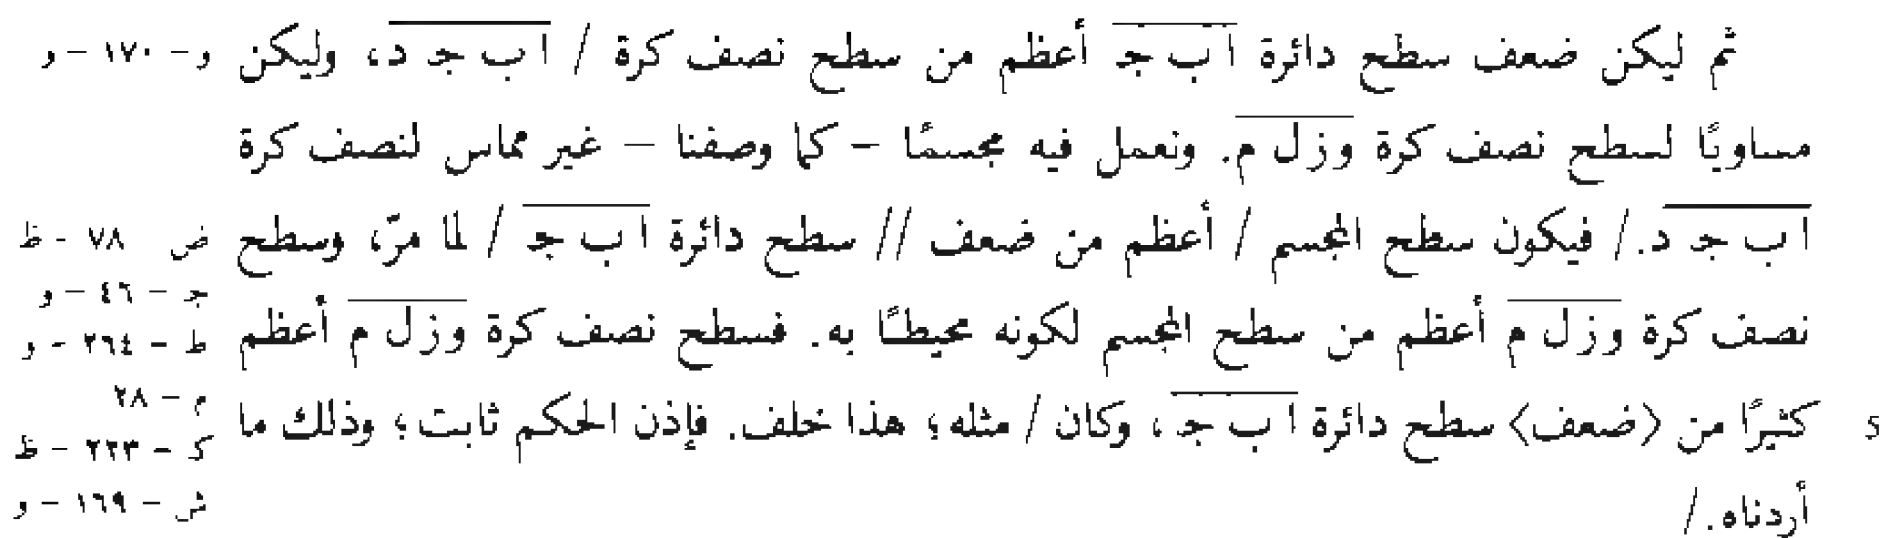 ثم ليكن ضعف سطح دائرة ا ب جـ أعظم من سطح نصف كرة / ا ب جـ د، وليكن و - ١٧٠ - و
مساويًا لسطح نصف كرة و ز ل م. ونعمل فيه مجسمًا - كما وصفنا - غير مماس لنصف كرة
ا ب جـ د. / فيكون سطح المجسم / أعظم من ضعف // سطح دائرة ا ب جـ / لما مرّ، وسطح ض ٧٨ - ظ
جـ - ٤٦ - و
نصف كرة و ز ل م أعظم من سطح المجسم لكونه محيطًا به. فسطح نصف كرة و ز ل م أعظم ط - ٢٦٤ - و
م - ٢٨
كثيرًا من <ضعف> سطح دائرة ا ب جـ، وكان / مثله؛ هذا خلف. فإذن الحكم ثابت؛ وذلك ما 5
ك - ٢٢٣ - ظ
أردناه. / ش - ١٦٩ - و